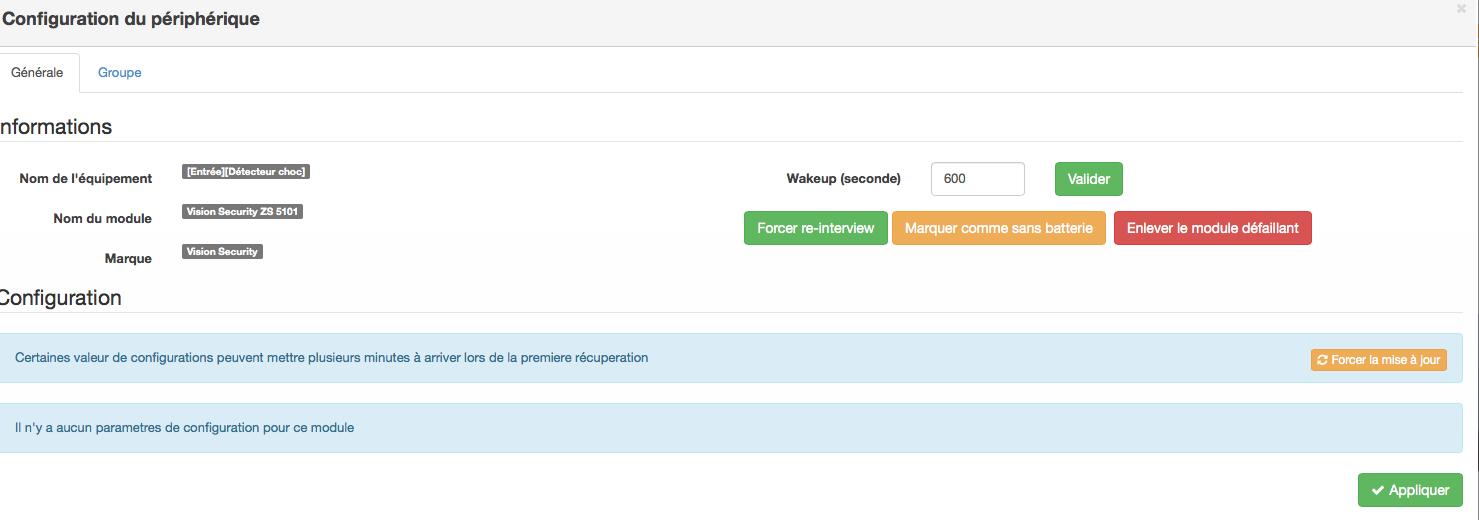 Configuration du périphérique
Générale Groupe
nformations
Nom de l'équipement [Entrée][Détecteur choc] Wakeup (seconde) 600 Valider
Nom du module Vision Security ZS 5101 Forcer re-interview Marquer comme sans batterie Enlever le module défaillant
Marque Vision Security
Configuration
Certaines valeur de configurations peuvent mettre plusieurs minutes à arriver lors de la premiere récuperation Forcer la mise à jour
Il n'y a aucun parametres de configuration pour ce module
Appliquer